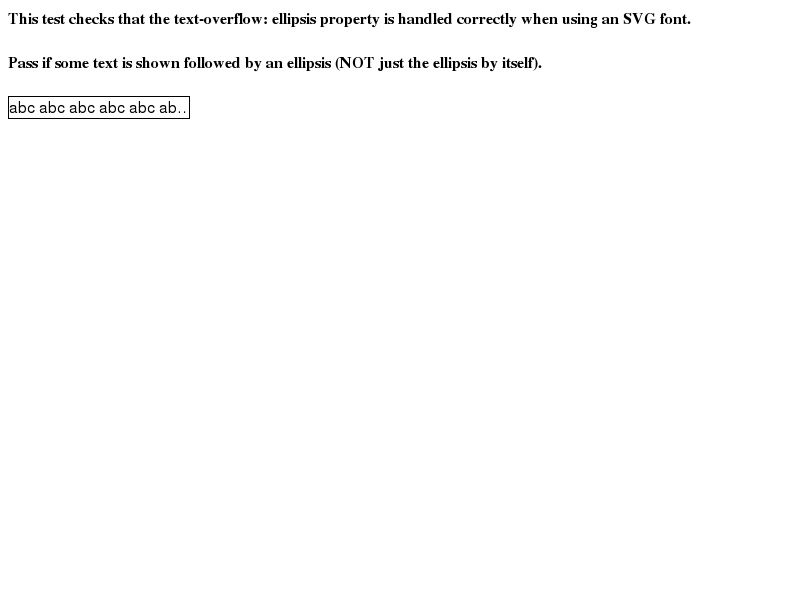 This test checks that the text-overflow: ellipsis property is handled correctly when using an SVG font.
Pass if some text is shown followed by an ellipsis (NOT just the ellipsis by itself).
abc abc abc abc abc ab..